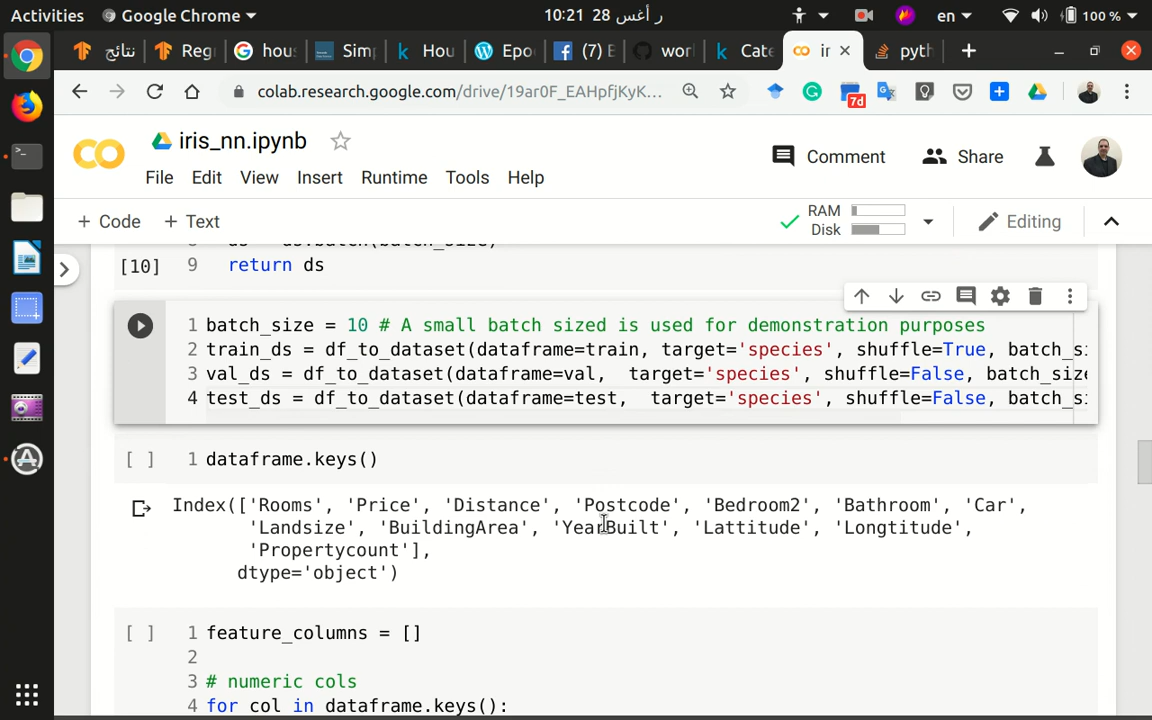 Activities Google Chrome ر أغس 28 10:21 en 100 %
نتائج Reg hou Sim Hou Epo (7) wor Cate ir pyth
colab.research.google.com/drive/19ar0F_EAHpfjKyK... 7d
iris_nn.ipynb
Comment Share
File Edit View Insert Runtime Tools Help
+ Code + Text RAM Disk Editing
[10] 9 return ds
1 batch_size = 10 # A small batch sized is used for demonstration purposes
2 train_ds = df_to_dataset(dataframe=train, target='species', shuffle=True, batch_s
3 val_ds = df_to_dataset(dataframe=val, target='species', shuffle=False, batch_size
4 test_ds = df_to_dataset(dataframe=test, target='species', shuffle=False, batch_s
[ ] 1 dataframe.keys()
Index(['Rooms', 'Price', 'Distance', 'Postcode', 'Bedroom2', 'Bathroom', 'Car',
'Landsize', 'BuildingArea', 'YearBuilt', 'Lattitude', 'Longtitude',
'Propertycount'],
dtype='object')
[ ] 1 feature_columns = []
2
3 # numeric cols
4 for col in dataframe.keys():